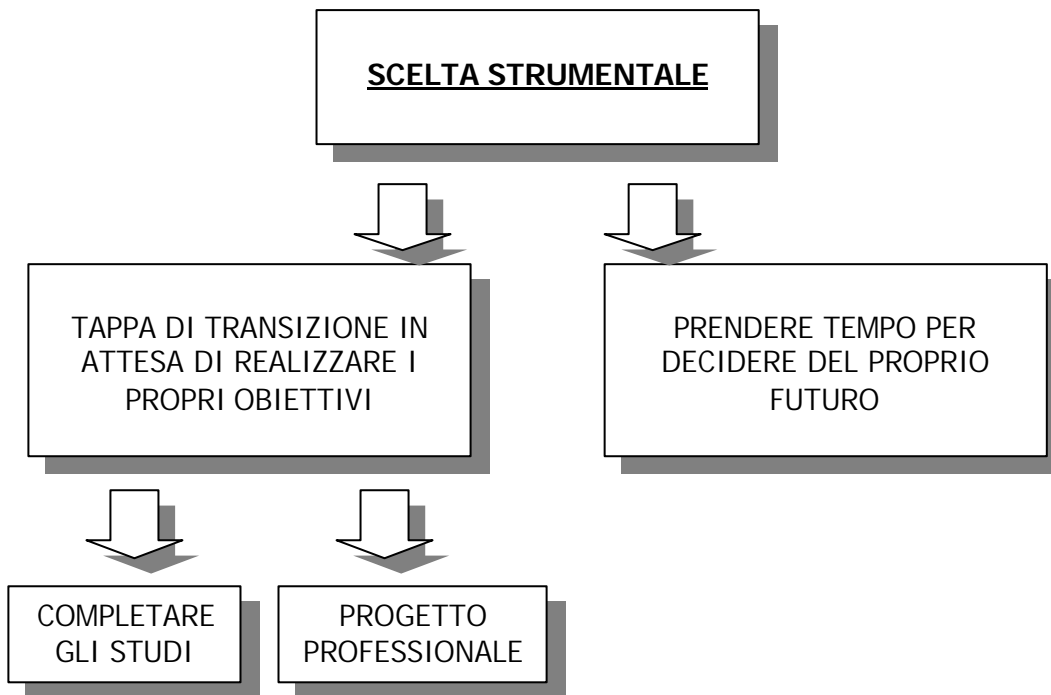 SCELTA STRUMENTALE
TAPPA DI TRANSIZIONE IN
ATTESA DI REALIZZARE I
PROPRI OBIETTIVI
PRENDERE TEMPO PER
DECIDERE DEL PROPRIO
FUTURO
COMPLETARE
GLI STUDI
PROGETTO
PROFESSIONALE